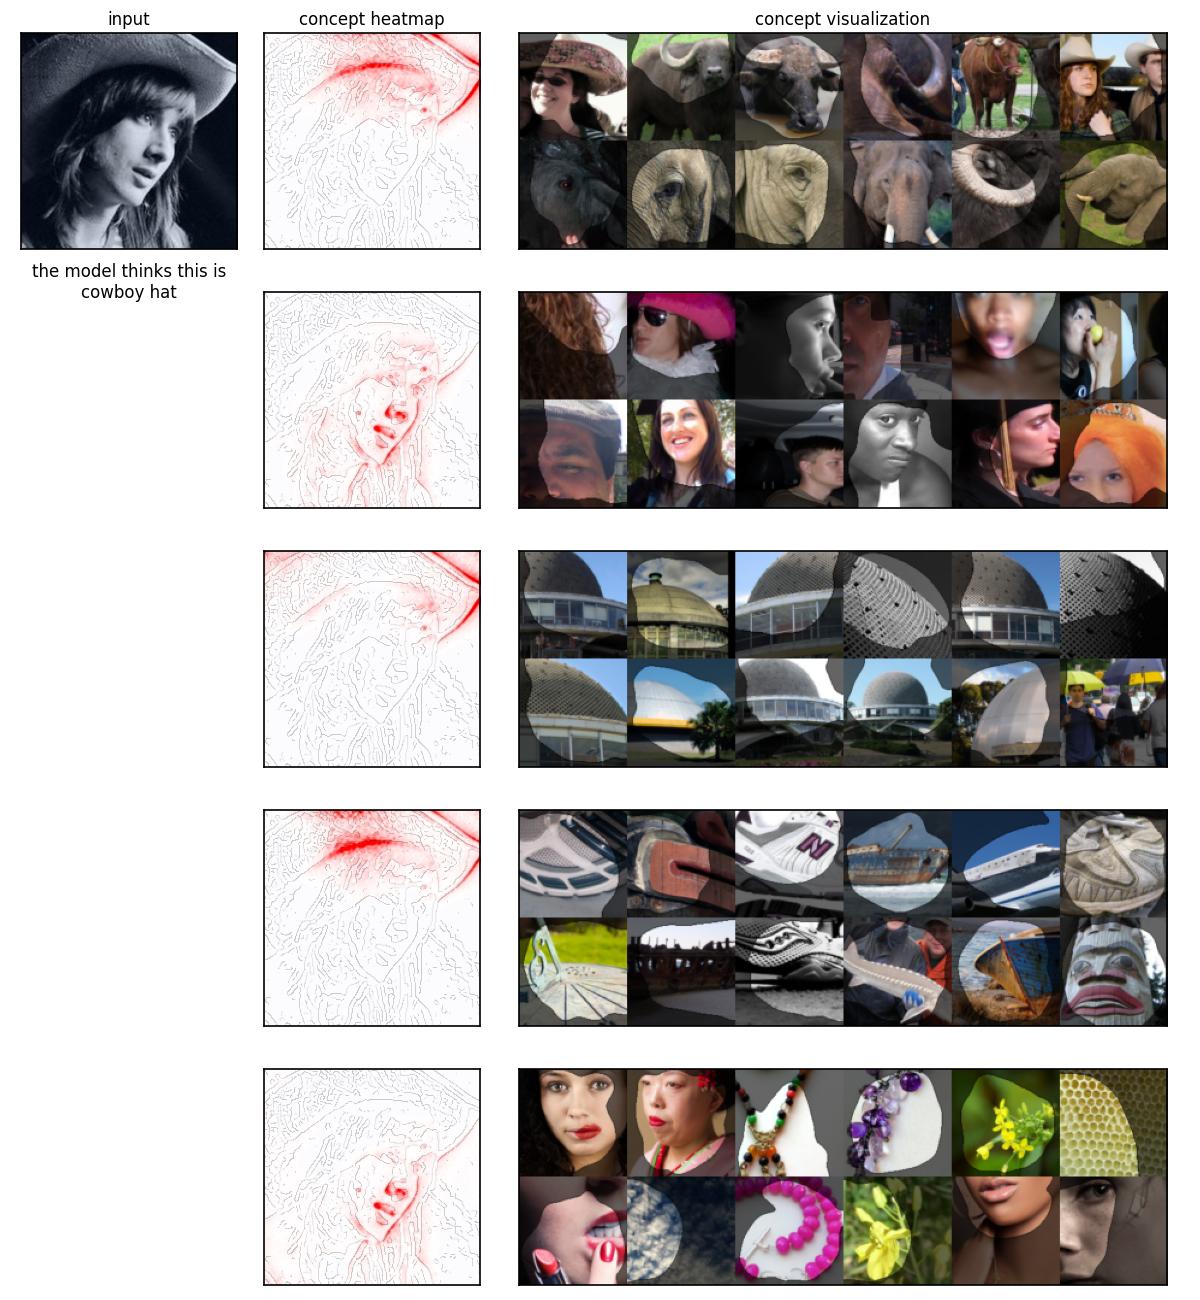 input
concept heatmap
concept visualization
the model thinks this is
cowboy hat
N